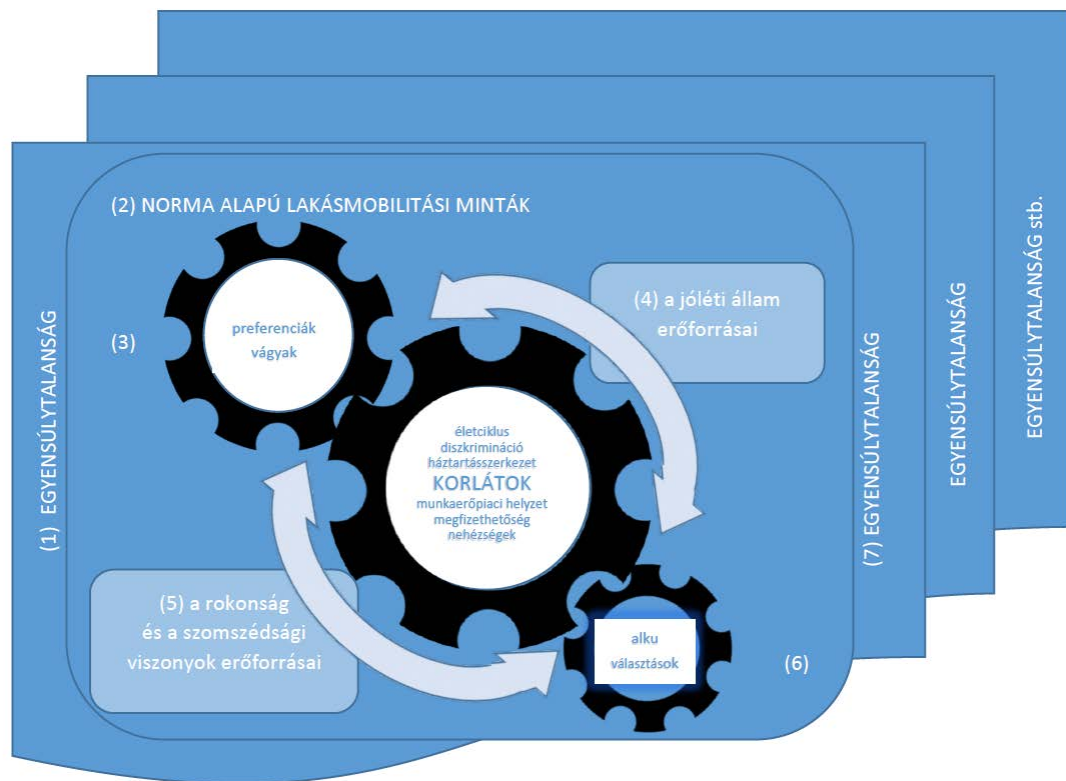 (1) EGYENSÚLYTALANSÁG
(2) NORMA ALAPÚ LAKÁSMOBILITÁSI MINTÁK
(3)
preferenciák
vágyak
(4) a jóléti állam
erőforrásai
életciklus
diszkrimináció
háztartásszerkezet
KORLÁTOK
munkaerőpiaci helyzet
megfizethetőség
nehézségek
(5) a rokonság
és a szomszédsági
viszonyok erőforrásai
alku
választások
(6)
(7) EGYENSÚLYTALANSÁG
EGYENSÚLYTALANSÁG
EGYENSÚLYTALANSÁG stb.